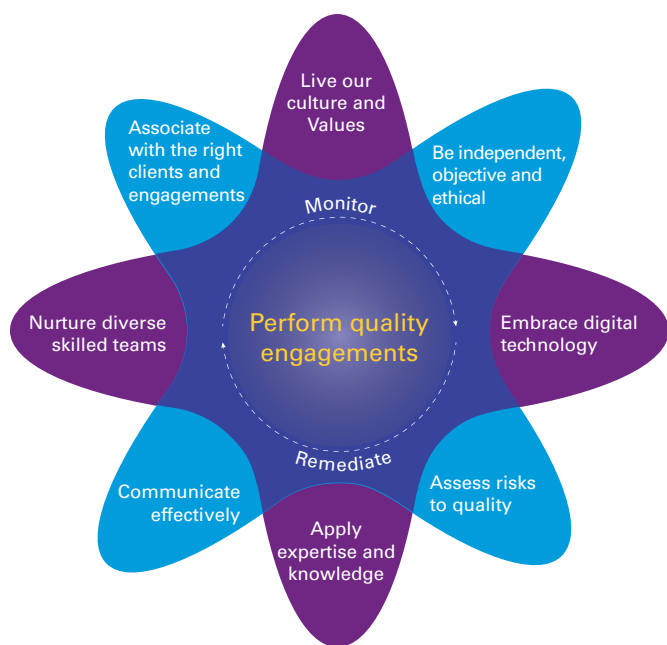 Live our
culture and
Values
Be independent,
objective and
ethical
Embrace digital
technology
Assess risks
to quality
Apply
expertise and
knowledge
Communicate
effectively
Nurture diverse
skilled teams
Associate
with the right
clients and
engagements
Monitor
Perform quality
engagements
Remediate